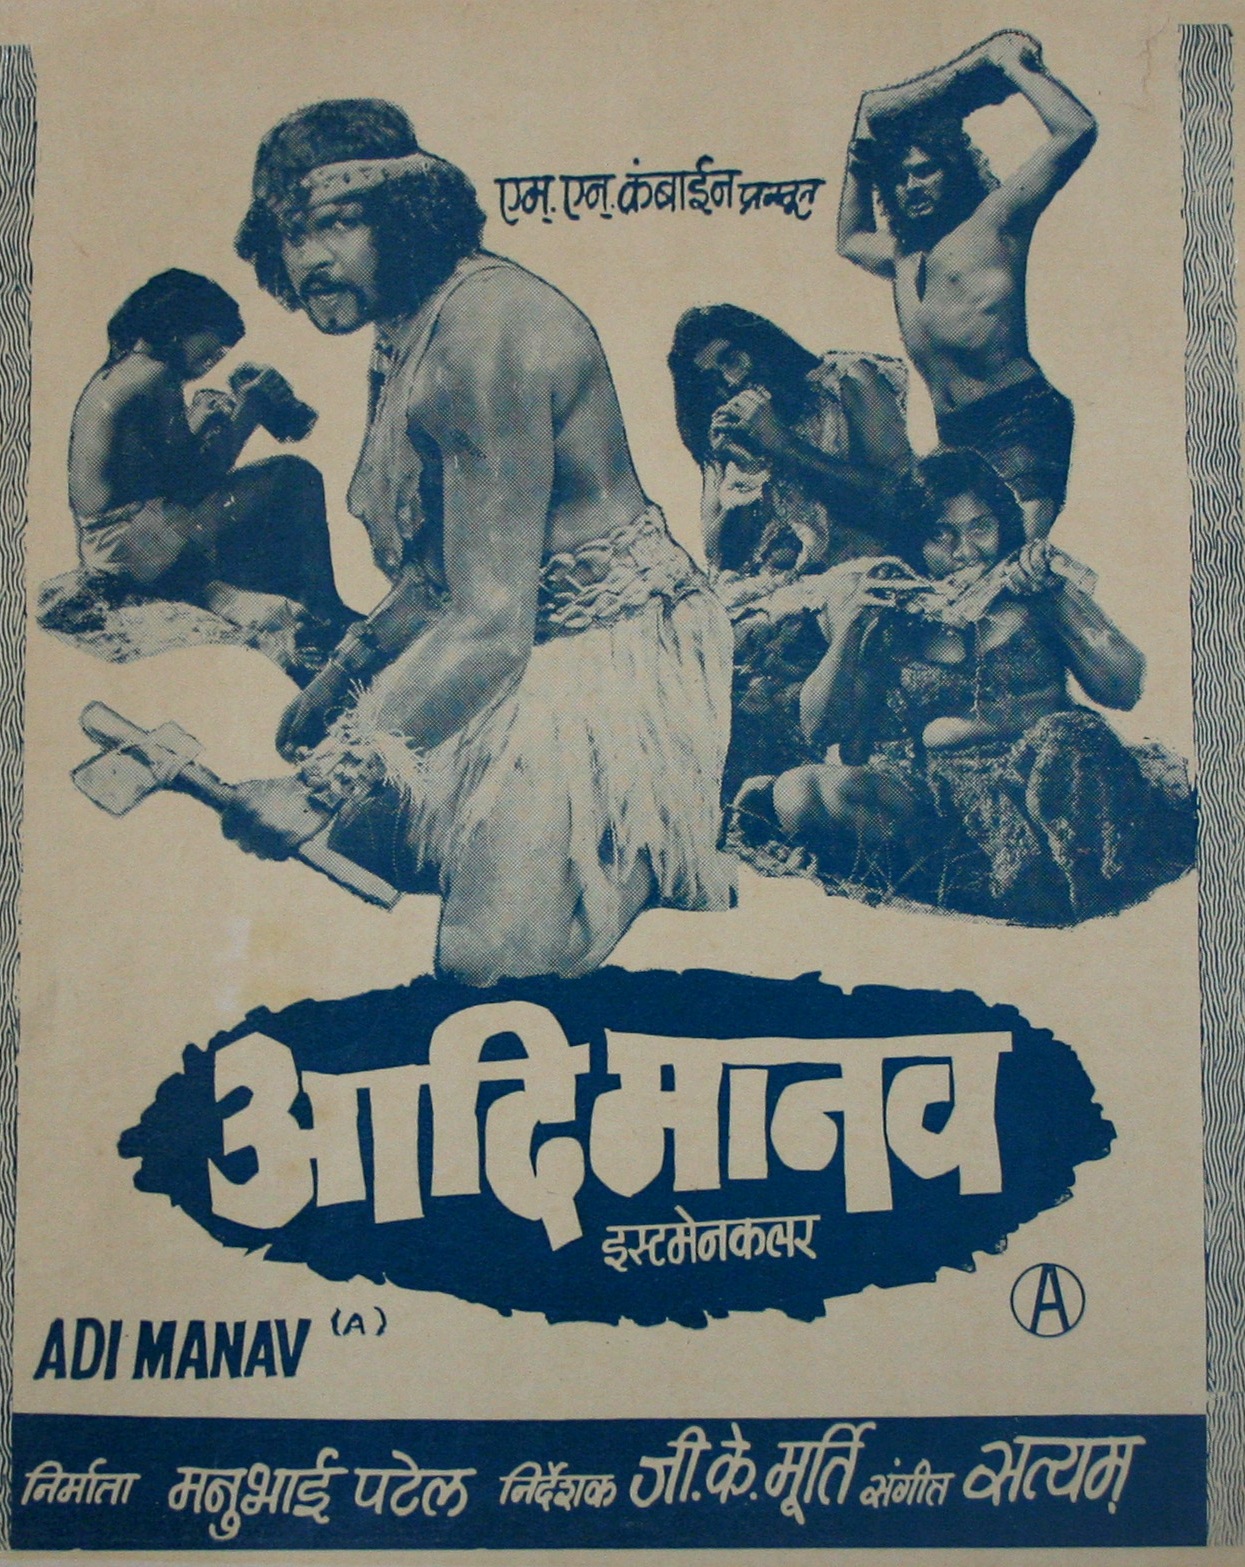 एम्. एन्. कंबाईन प्रस्तूत
आदिमानव
इस्टमेनकलर
A
ADI MANAV (A)
निर्माता मनुभाई पटेल निर्देशक जी. के. मूर्ति संगीत सत्यम्